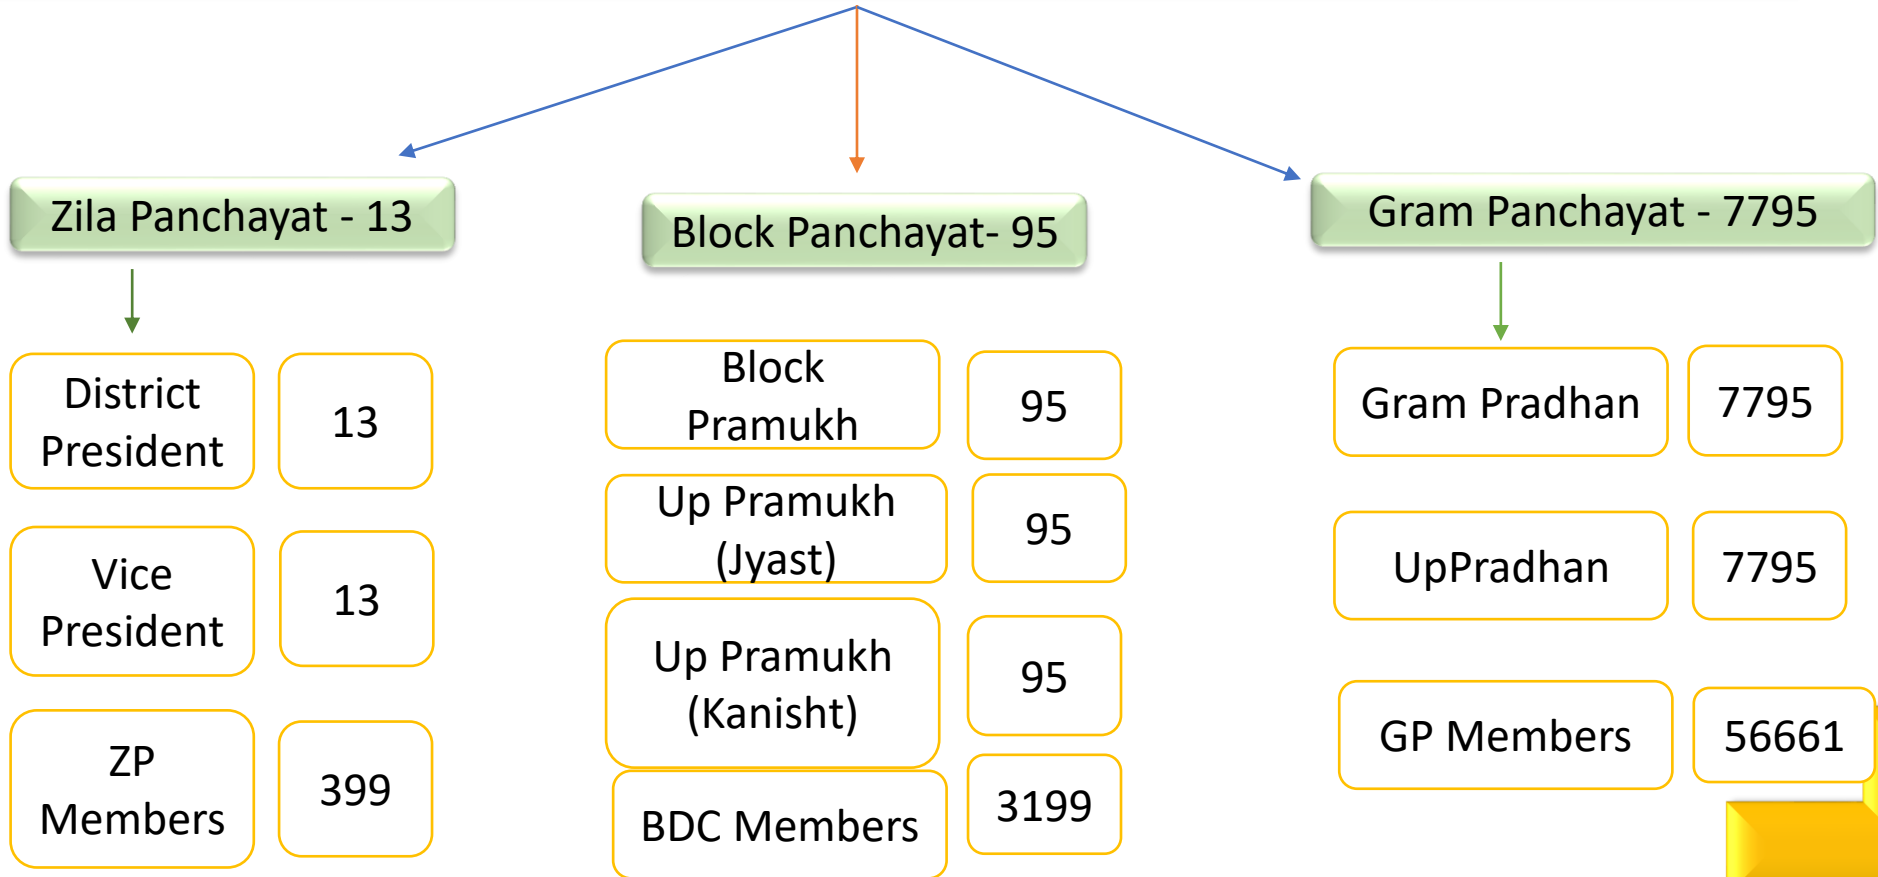 Zila Panchayat - 13
District
President
13
Vice
President
13
ZP
Members
399
Block Panchayat- 95
Block
Pramukh
95
Up Pramukh
(Jyast)
95
Up Pramukh
(Kanisht)
95
BDC Members
3199
Gram Panchayat - 7795
Gram Pradhan
7795
UpPradhan
7795
GP Members
56661